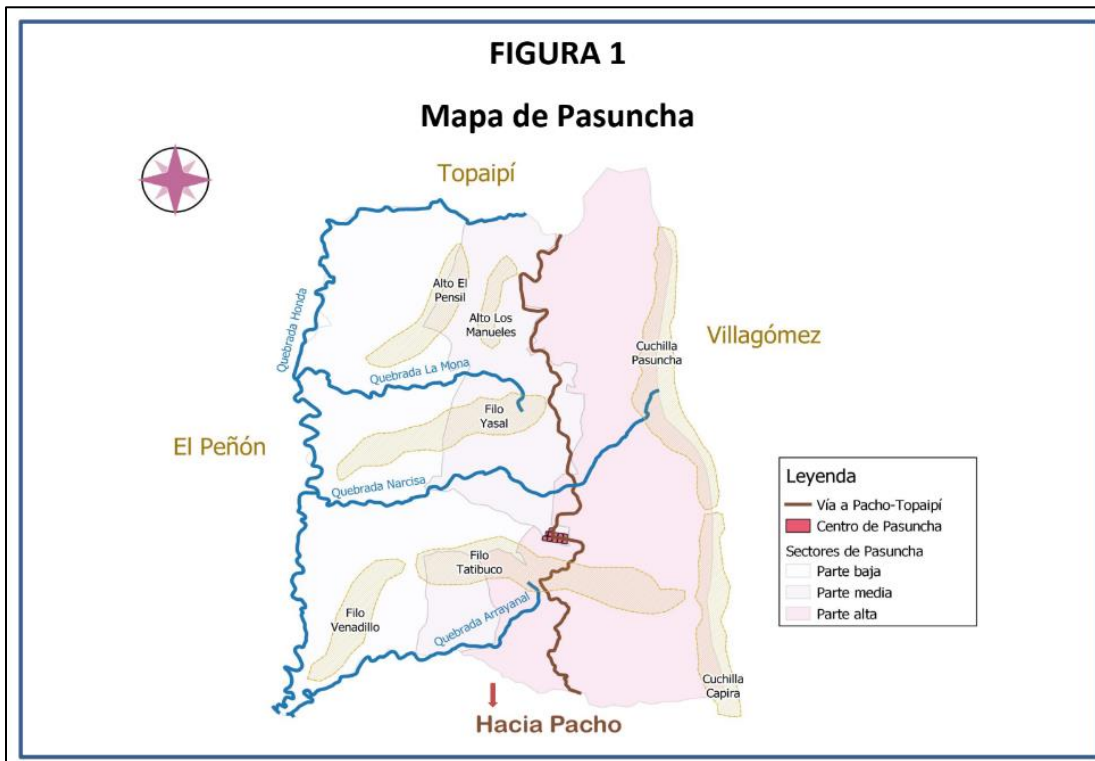 FIGURA 1
Mapa de Pasuncha
Topaipí
Alto El
Pensil
Alto Los
Manueles
Quebrada Honda
Cuchilla
Pasuncha
Villagómez
Quebrada La Mona
Filo
Yasal
El Peñón
Quebrada Narcisa
Leyenda
Vía a Pacho-Topaipí
Centro de Pasuncha
Sectores de Pasuncha
Parte baja
Parte media
Parte alta
Filo
Tatibuco
Filo
Venadillo
Quebrada Arrayanal
Cuchilla
Capira
Hacia Pacho